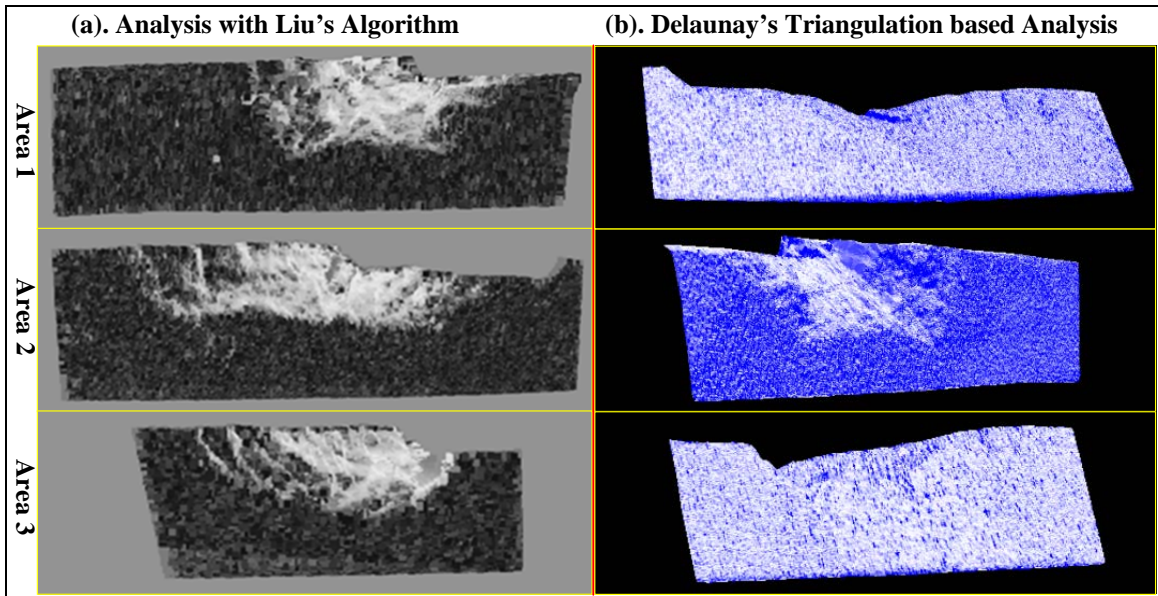 (a). Analysis with Liu’s Algorithm
(b). Delaunay’s Triangulation based Analysis
Area 1
Area 2
Area 3